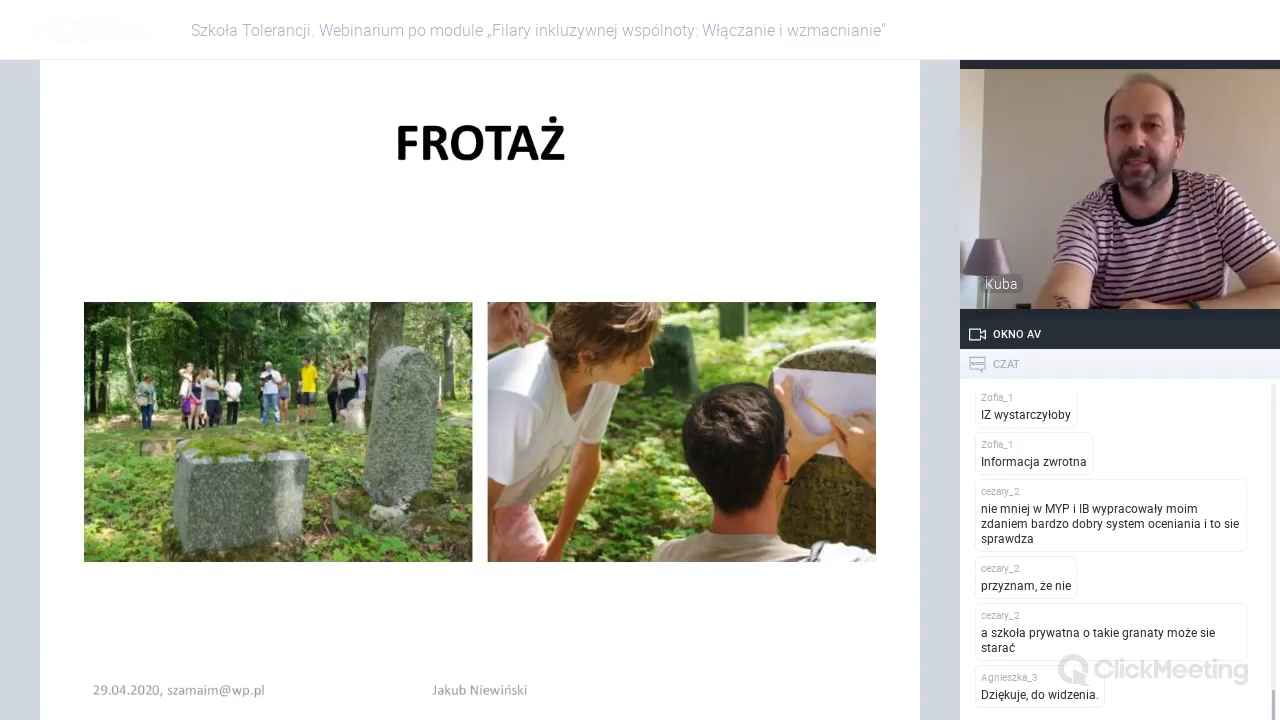 Szkoła Tolerancji. Webinarium po module „Filary inkluzywnej wspólnoty: Włączanie i wzmacnianie"
FROTAŻ
29.04.2020, szamaim@wp.pl
Jakub Niewiński
Kuba
OKNO AV
CZAT
Zofia_1
IZ wystarczyłoby
Zofia_1
Informacja zwrotna
cezary_2
nie mniej w MYP i IB wypracowały moim
zdaniem bardzo dobry system oceniania i to sie
sprawdza
cezary_2
przyznam, że nie
cezary_2
a szkoła prywatna o takie granaty może sie
starać
Agnieszka_3
Dziękuje, do widzenia.
ClickMeeting